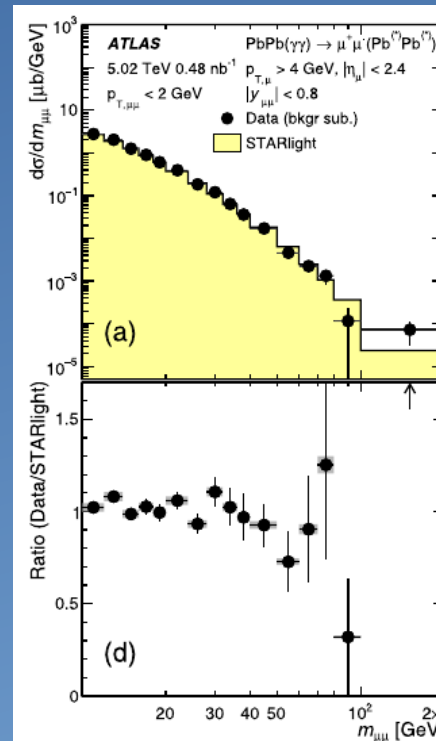 ATLAS PbPb(γγ) → μ⁺μ⁻(Pb⁽*⁾Pb⁽*⁾)
5.02 TeV 0.48 nb⁻¹ p_T,μ > 4 GeV, |η_μ| < 2.4
p_T,μμ < 2 GeV |y_μμ| < 0.8
Data (bkgr sub.)
STARlight
dσ/dm_μμ [μb/GeV]
10³
10
10⁻¹
10⁻³
10⁻⁵
(a)
Ratio (Data/STARlight)
1.5
1
0.5
0
(d)
20 30 40 50 10² 2×
m_μμ [GeV]